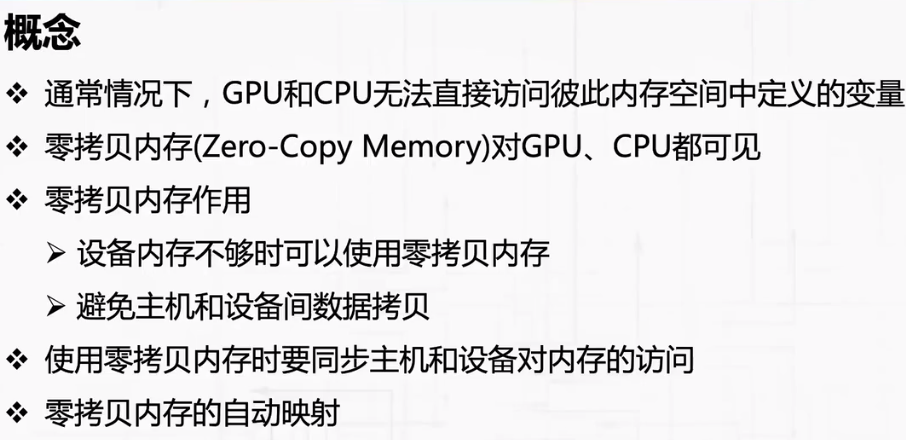 概念
❖ 通常情况下，GPU和CPU无法直接访问彼此内存空间中定义的变量
❖ 零拷贝内存(Zero-Copy Memory)对GPU、CPU都可见
❖ 零拷贝内存作用
➢ 设备内存不够时可以使用零拷贝内存
➢ 避免主机和设备间数据拷贝
❖ 使用零拷贝内存时要同步主机和设备对内存的访问
❖ 零拷贝内存的自动映射